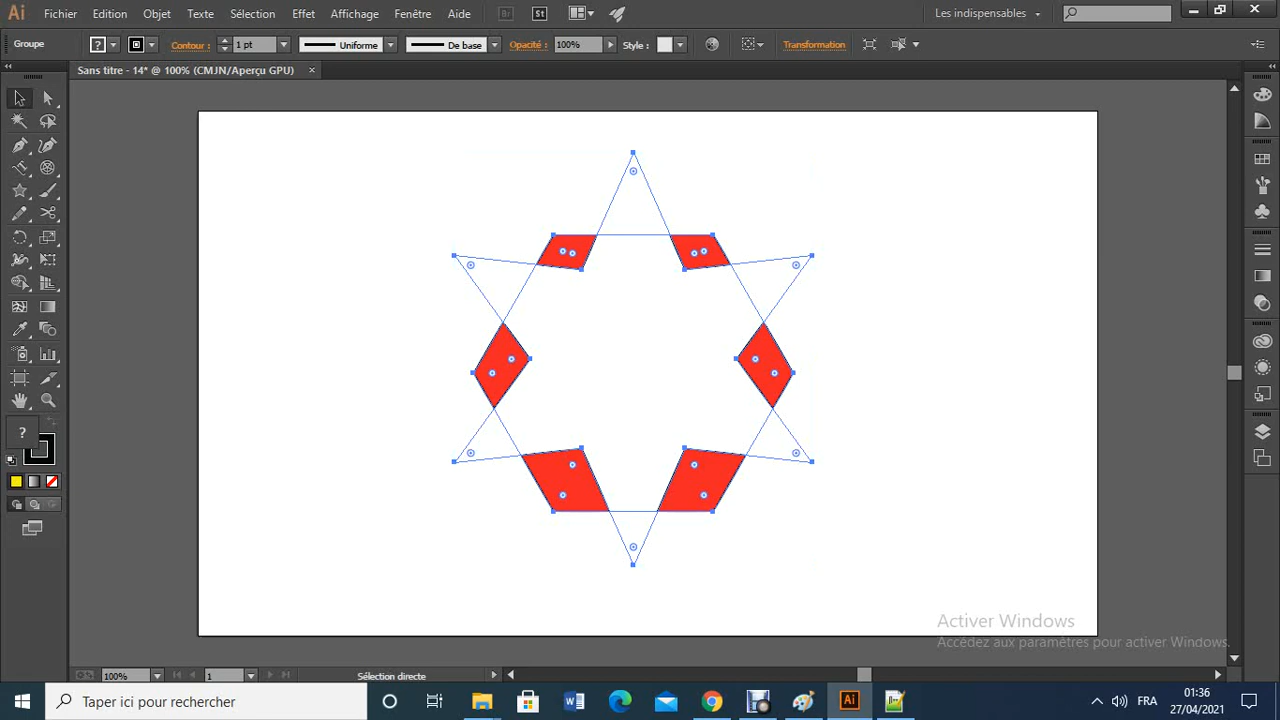 Ai Fichier Edition Objet Texte Sélection Effet Affichage Fenêtre Aide Br St Les indispensables
Groupe ? Contour : 1 pt Uniforme De base Opacité : 100% Style : Transformation
Sans titre - 14* @ 100% (CMJN/Aperçu GPU) ×
?
Activer Windows
Accédez aux paramètres pour activer Windows.
100% 1 Sélection directe
Taper ici pour rechercher Ai FRA 01:36
27/04/2021